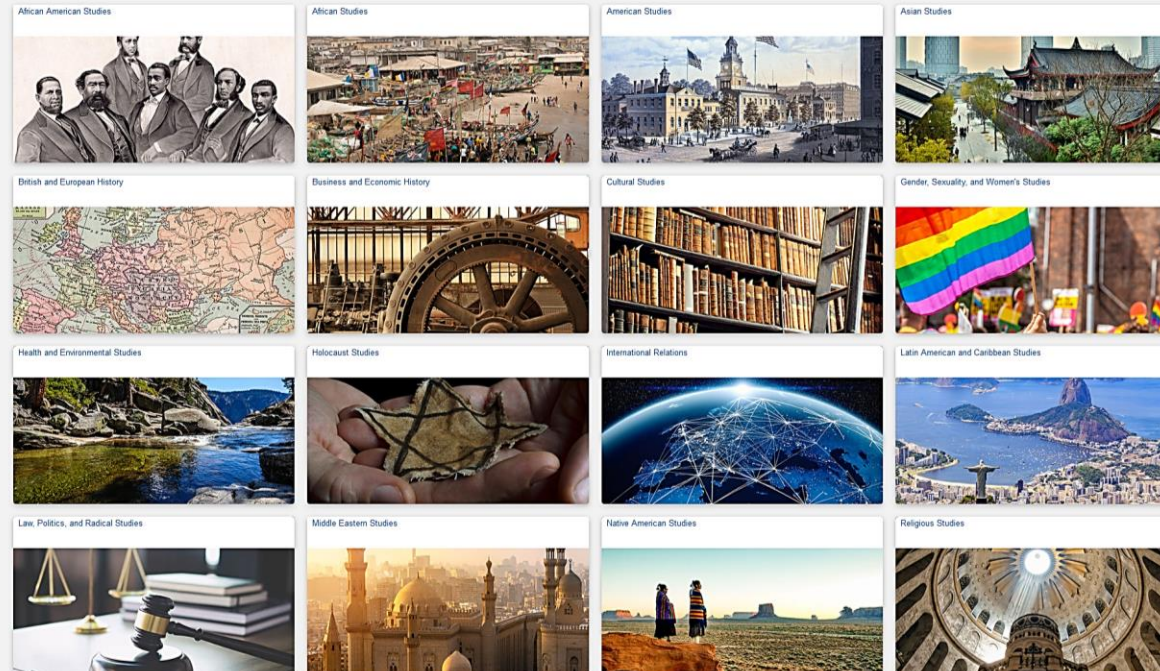 African American Studies
African Studies
American Studies
Asian Studies
British and European History
Business and Economic History
Cultural Studies
Gender, Sexuality, and Women's Studies
Health and Environmental Studies
Holocaust Studies
International Relations
Latin American and Caribbean Studies
Law, Politics, and Radical Studies
Middle Eastern Studies
Native American Studies
Religious Studies